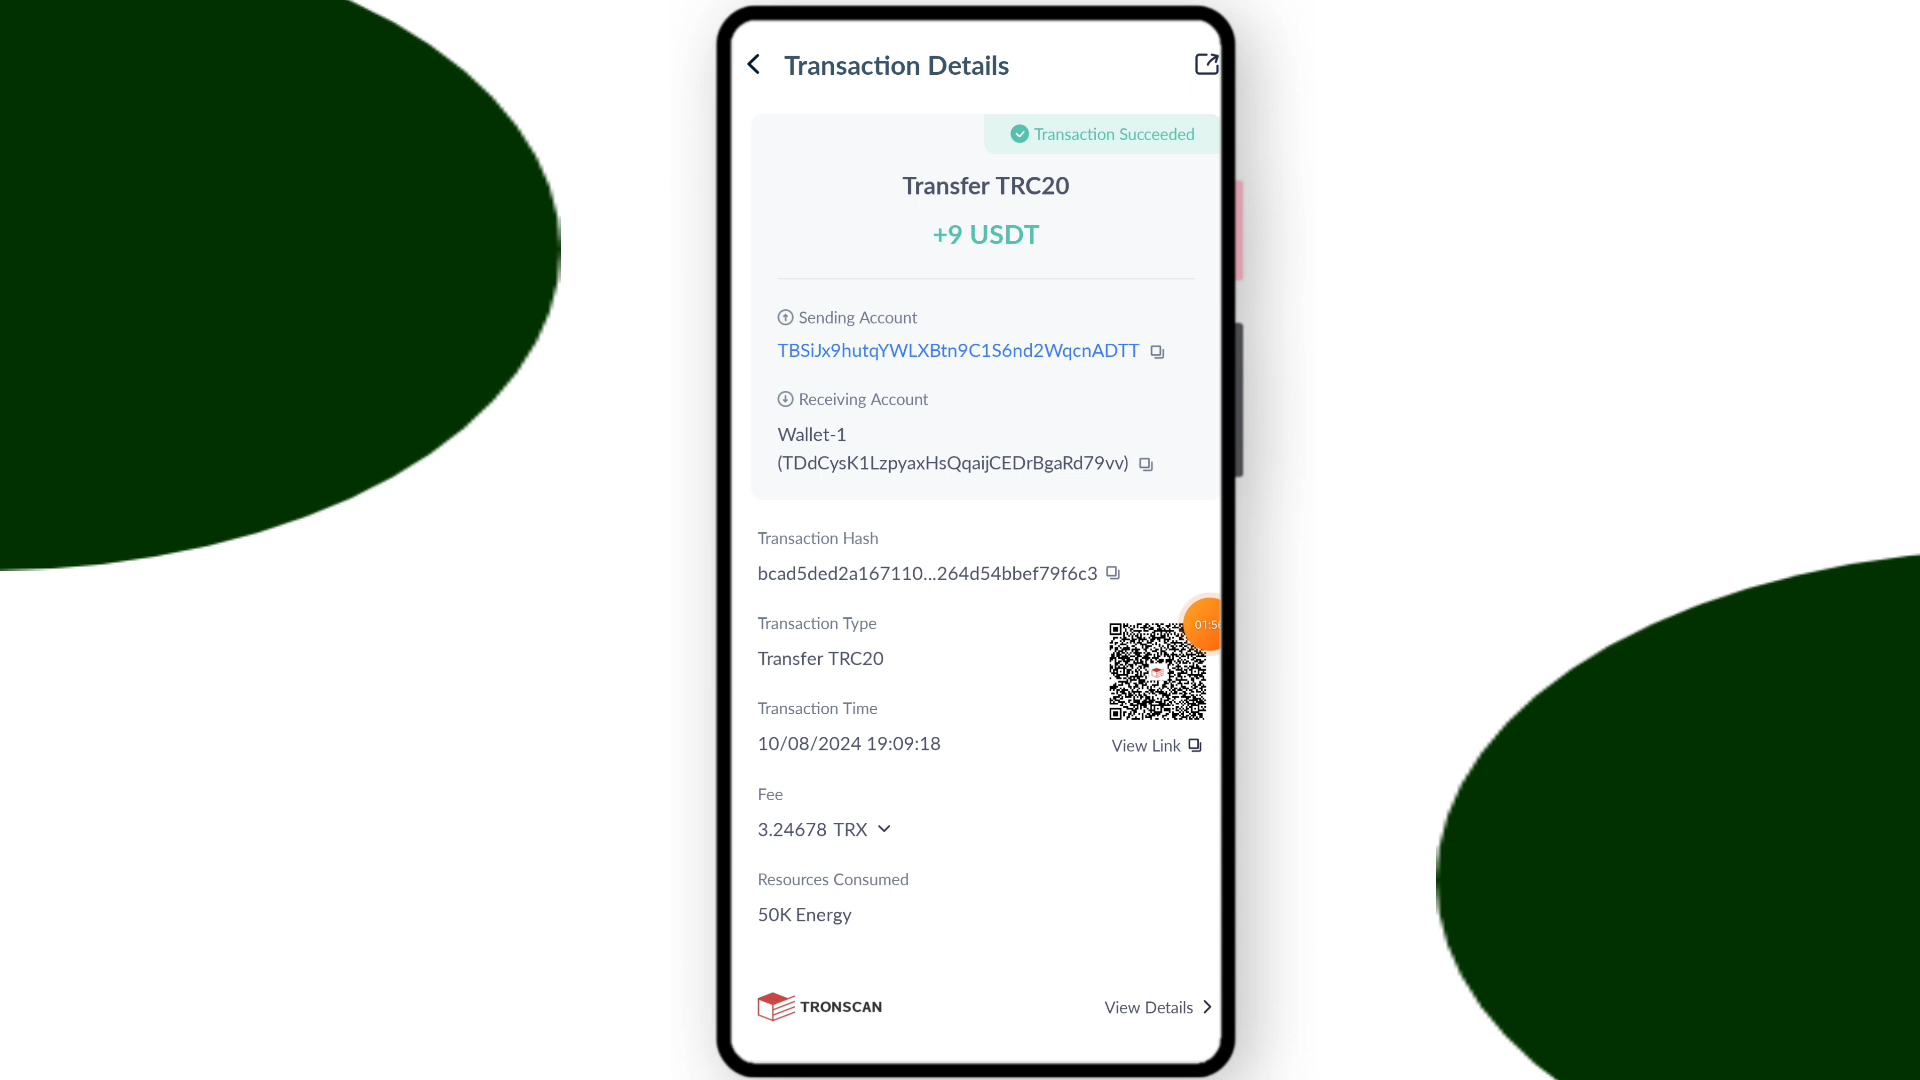 Transaction Details
Transaction Succeeded
Transfer TRC20
+9 USDT
Sending Account
TBSiJx9hutqYWLXBtn9C1S6nd2WqcnADTT
Receiving Account
Wallet-1
(TDdCysK1LzpyaxHsQqaijCEDrBgaRd79vv)
Transaction Hash
bcad5ded2a167110...264d54bbef79f6c3
Transaction Type
Transfer TRC20
Transaction Time
10/08/2024 19:09:18
View Link
Fee
3.24678 TRX
Resources Consumed
50K Energy
TRONSCAN
View Details